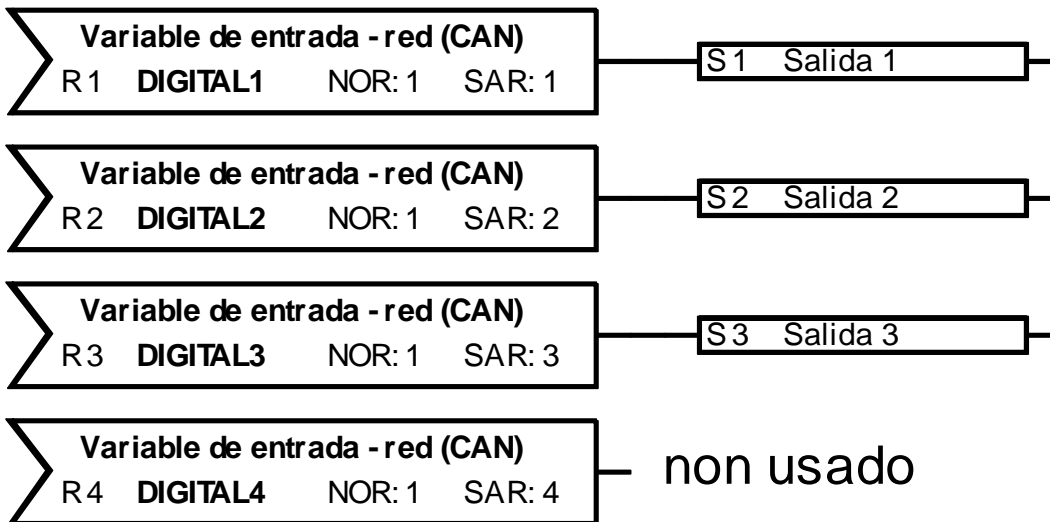 Variable de entrada - red (CAN)
R1 DIGITAL1 NOR: 1 SAR: 1
S1 Salida 1
Variable de entrada - red (CAN)
R2 DIGITAL2 NOR: 1 SAR: 2
S2 Salida 2
Variable de entrada - red (CAN)
R3 DIGITAL3 NOR: 1 SAR: 3
S3 Salida 3
Variable de entrada - red (CAN)
R4 DIGITAL4 NOR: 1 SAR: 4
non usado